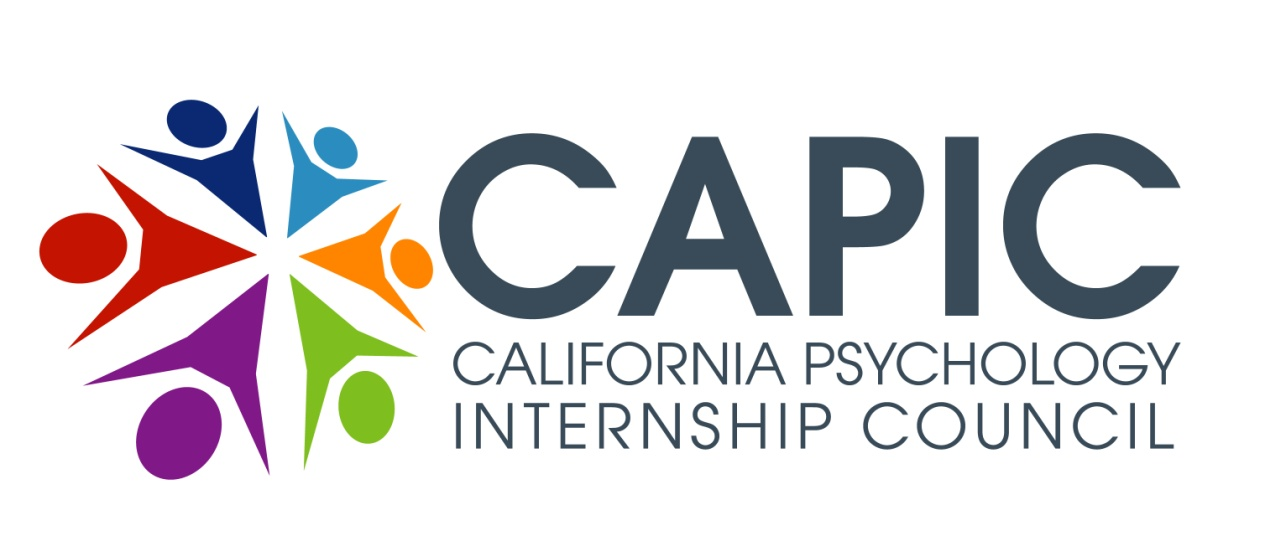 CAPIC
CALIFORNIA PSYCHOLOGY
INTERNSHIP COUNCIL